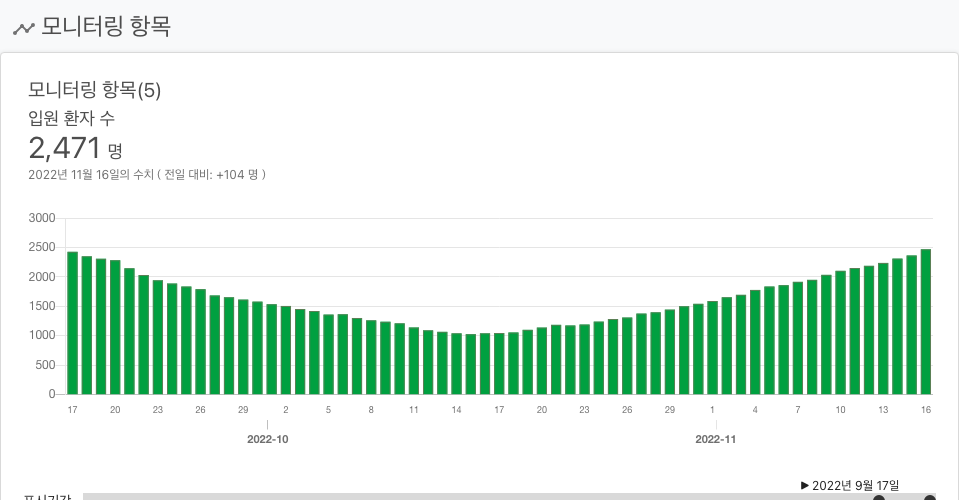 모니터링 항목
모니터링 항목(5)
입원 환자 수
2,471 명
2022년 11월 16일의 수치 ( 전일 대비: +104 명 )
3000
2500
2000
1500
1000
500
0
17 20 23 26 29 2 5 8 11 14 17 20 23 26 29 1 4 7 10 13 16
2022-10 2022-11
▶ 2022년 9월 17일
표시기간